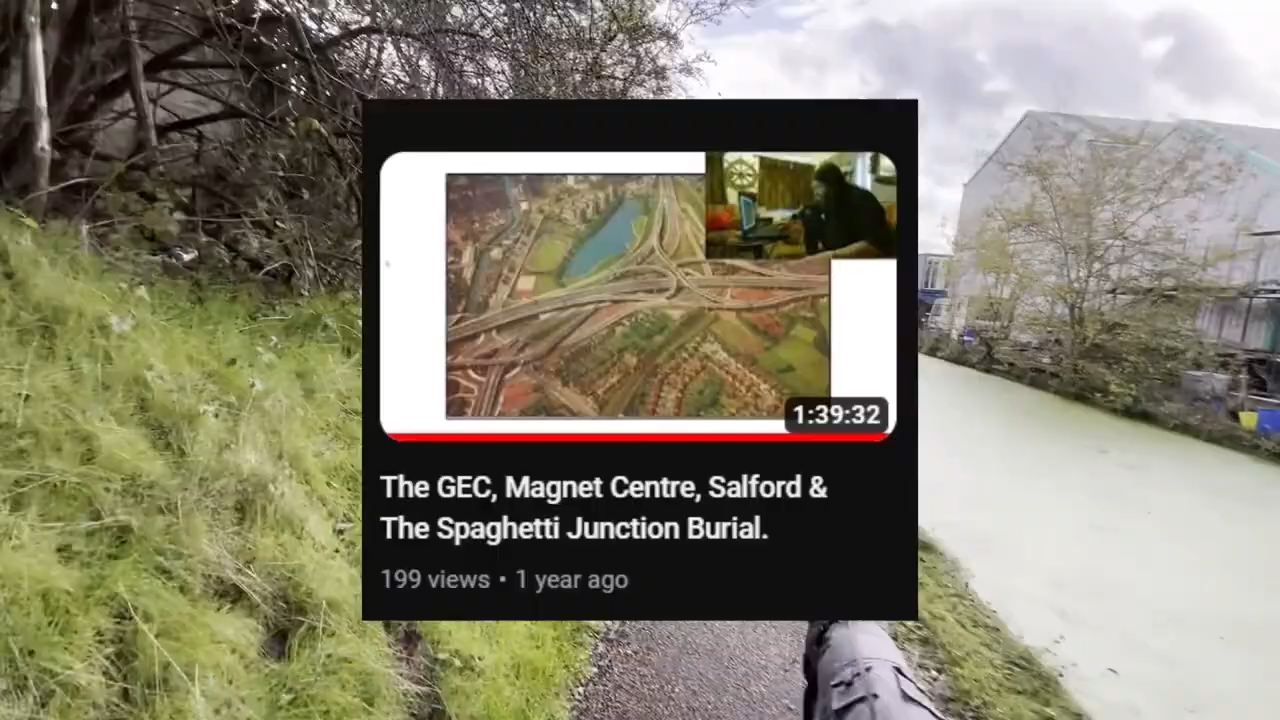 1:39:32
The GEC, Magnet Centre, Salford &
The Spaghetti Junction Burial.
199 views • 1 year ago